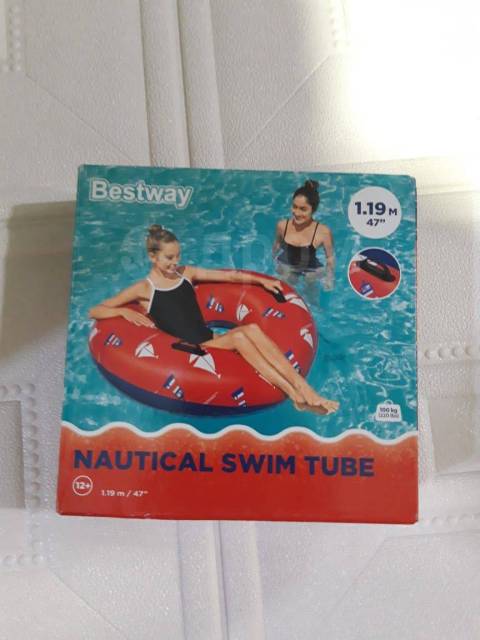 Bestway
1.19 M
47"
100 kg
(220 lbs)
NAUTICAL SWIM TUBE
12+
1.19 m / 47"